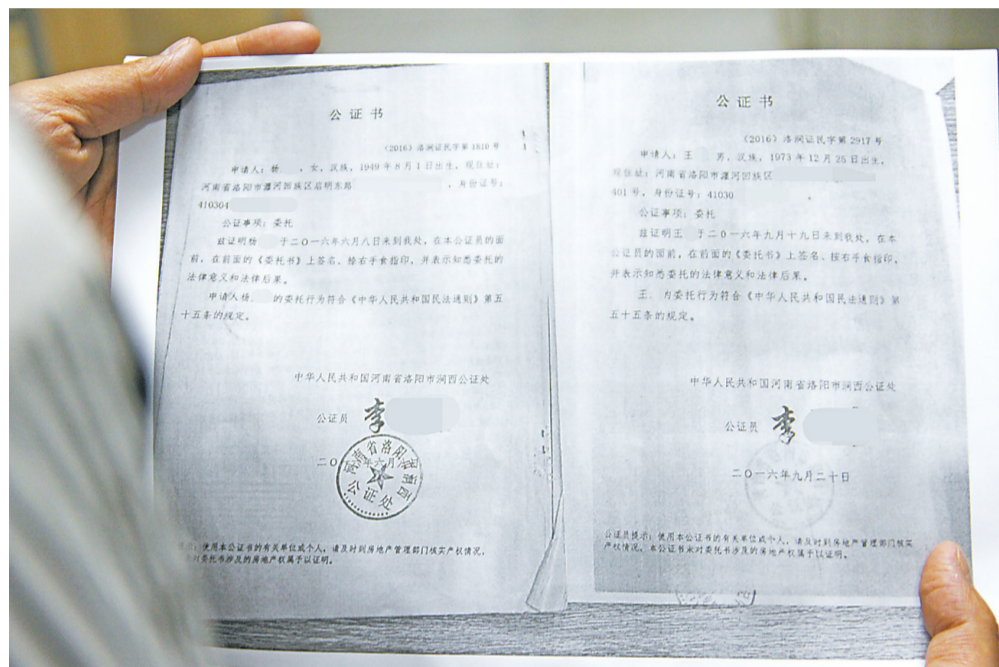 公证书
（2016）洛涧证民字第1810号
申请人：杨　，女，汉族，1949年8月1日出生，现住址：
河南省洛阳市瀍河回族区启明东路　，身份证号：
410304
公证事项：委托
兹证明杨　于二〇一六年六月八日来到我处，在本公证员的面
前，在前面的《委托书》上签名、捺右手食指印，并表示知悉委托的
法律意义和法律后果。
申请人杨　的委托行为符合《中华人民共和国民法通则》第五
十五条的规定。
中华人民共和国河南省洛阳市涧西公证处
公证员 李
二〇　年六月
河南省洛阳市涧西
公证处
使用本公证书的有关单位或个人，请及时到房地产管理部门核实产权情况，
未对委托书涉及的房地产权属予以证明。
公证书
（2016）洛涧证民字第2917号
申请人：王　男，汉族，1973年12月25日出生，
现住址：河南省洛阳市瀍河回族区
401号，身份证号：41030
公证事项：委托
兹证明王　于二〇一六年九月十九日来到我处，在本
公证员的面前，在前面的《委托书》上签名、捺右手食指印，
并表示知悉委托的法律意义和法律后果。
王　委托行为符合《中华人民共和国民法通则》第
五十五条的规定。
中华人民共和国河南省洛阳市涧西公证处
公证员 李
二〇一六年九月二十日
公证员提示：使用本公证书的有关单位或个人，请及时到房地产管理部门核实
产权情况，本公证书未对委托书涉及的房地产权属予以证明。